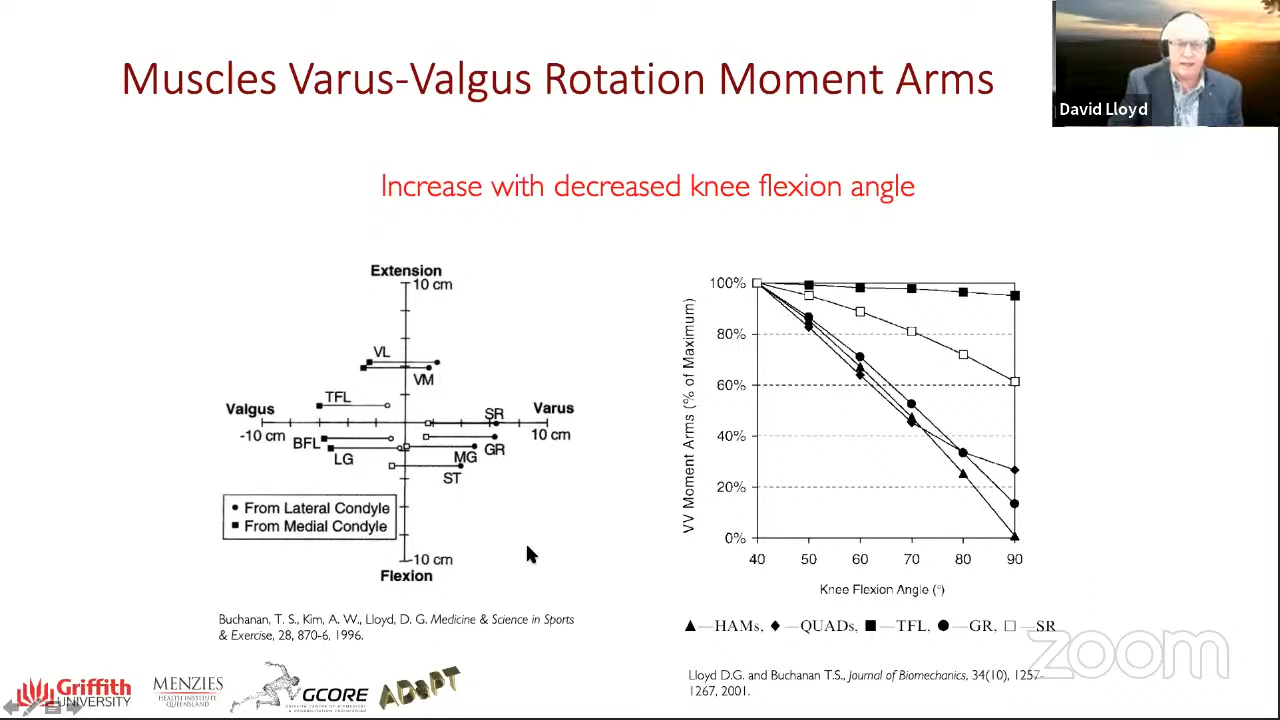 Muscles Varus-Valgus Rotation Moment Arms
David Lloyd
Increase with decreased knee flexion angle
Extension
10 cm
VL
VM
TFL
Valgus
-10 cm
SR
Varus
10 cm
BFL
LG
MG
GR
ST
From Lateral Condyle
From Medial Condyle
-10 cm
Flexion
VV Moment Arms (% of Maximum)
100%
80%
60%
40%
20%
0%
40 50 60 70 80 90
Knee Flexion Angle (°)
▲—HAMs, ◆—QUADs, ■—TFL, ●—GR, □—SR
Buchanan, T. S., Kim, A. W., Lloyd, D. G. Medicine & Science in Sports
& Exercise, 28, 870-6, 1996.
Lloyd D.G. and Buchanan T.S., Journal of Biomechanics, 34(10), 1257-
1267, 2001.
zoom
Griffith
UNIVERSITY
MENZIES
HEALTH INSTITUTE
QUEENSLAND
GCORE
ADOPT